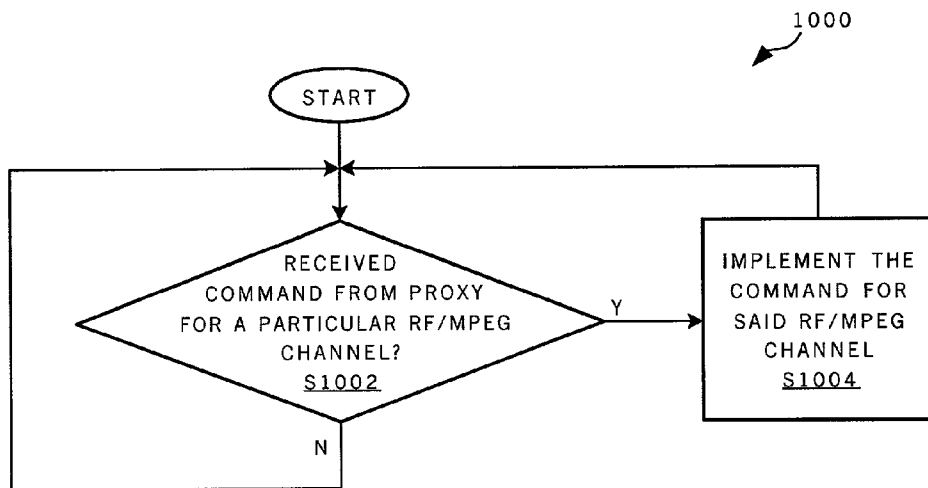 1000
START
RECEIVED
COMMAND FROM PROXY
FOR A PARTICULAR RF/MPEG
CHANNEL?
S1002
Y
N
IMPLEMENT THE
COMMAND FOR
SAID RF/MPEG
CHANNEL
S1004